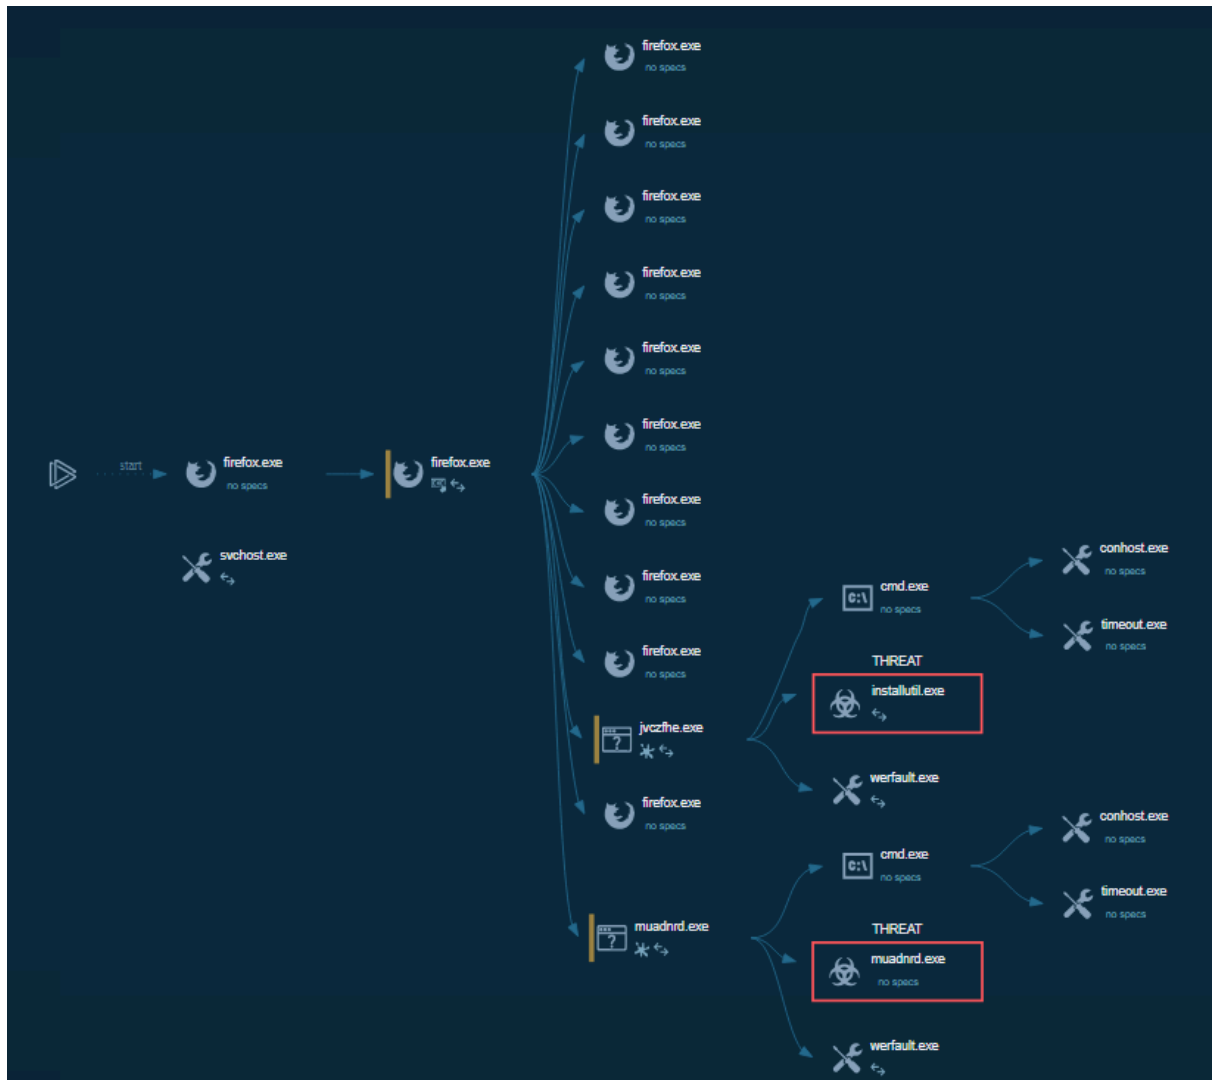 firefox.exe
no specs
firefox.exe
no specs
firefox.exe
no specs
firefox.exe
no specs
firefox.exe
no specs
firefox.exe
no specs
start
firefox.exe
no specs
firefox.exe
firefox.exe
no specs
svchost.exe
firefox.exe
no specs
firefox.exe
no specs
C:\
cmd.exe
no specs
conhost.exe
no specs
timeout.exe
no specs
THREAT
installutil.exe
?
jvczfhe.exe
werfault.exe
firefox.exe
no specs
C:\
cmd.exe
no specs
conhost.exe
no specs
timeout.exe
no specs
?
muadnrd.exe
THREAT
muadnrd.exe
no specs
werfault.exe